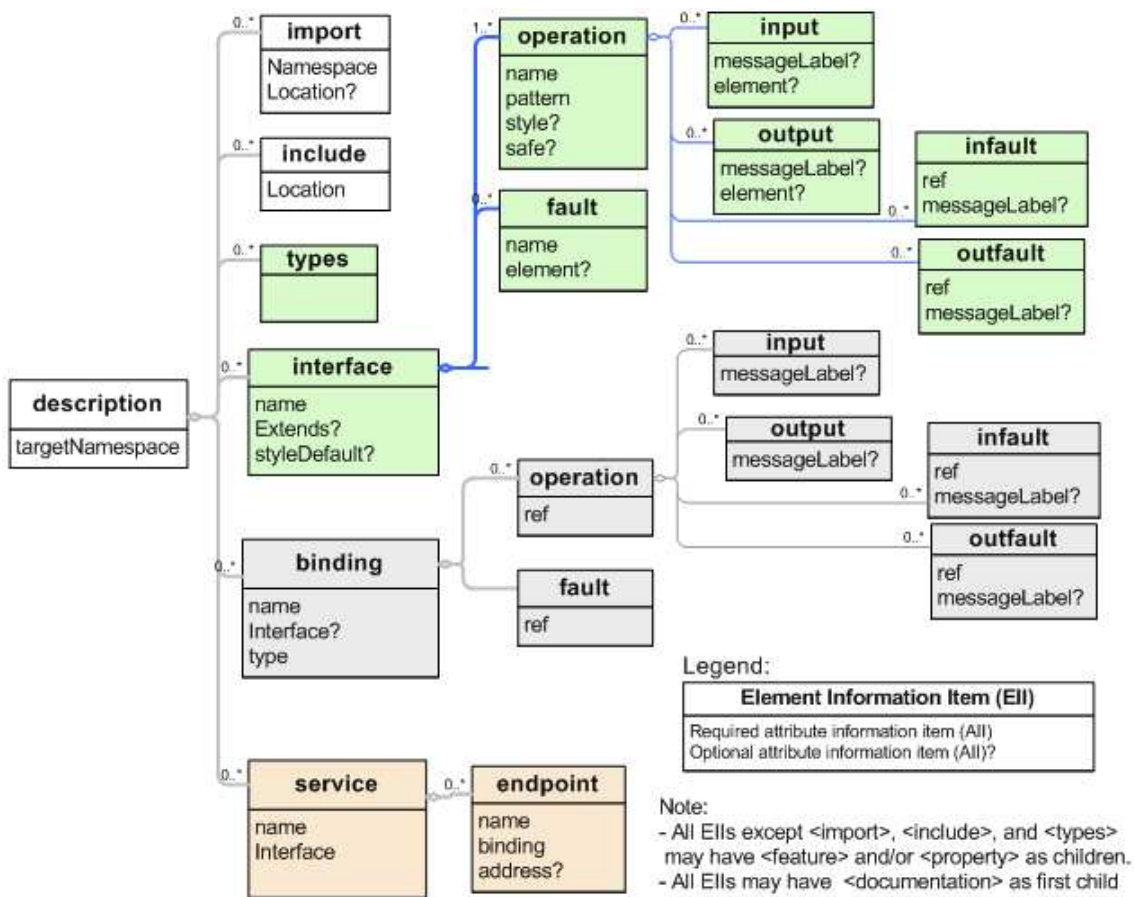 0..*
import
Namespace
Location?
0..*
include
Location
0..*
types
0..*
interface
name
Extends?
styleDefault?
description
targetNamespace
1..*
operation
name
pattern
style?
safe?
0..*
fault
name
element?
0..*
input
messageLabel?
element?
0..*
output
messageLabel?
element?
0..*
infault
ref
messageLabel?
0..*
outfault
ref
messageLabel?
0..*
binding
name
Interface?
type
0..*
operation
ref
fault
ref
0..*
input
messageLabel?
0..*
output
messageLabel?
0..*
infault
ref
messageLabel?
0..*
outfault
ref
messageLabel?
0..*
service
name
Interface
0..*
endpoint
name
binding
address?
Legend:
Element Information Item (EII)
Required attribute information item (AII)
Optional attribute information item (AII)?
Note:
- All EIIs except <import>, <include>, and <types>
may have <feature> and/or <property> as children.
- All EIIs may have <documentation> as first child